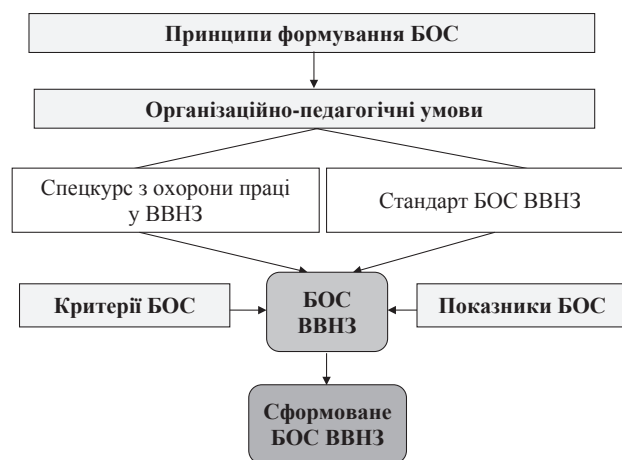 Принципи формування БОС
Організаційно-педагогічні умови
Спецкурс з охорони праці
у ВВНЗ
Стандарт БОС ВВНЗ
Критерії БОС
БОС
ВВНЗ
Показники БОС
Сформоване
БОС ВВНЗ